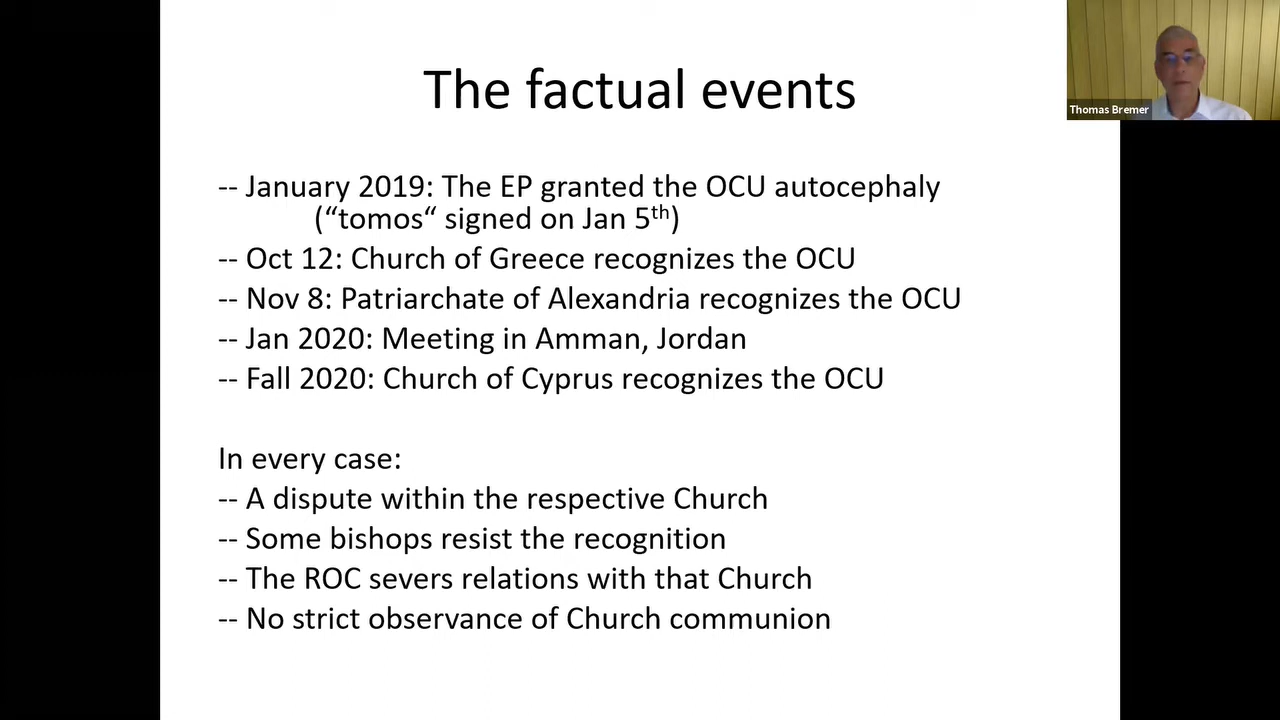 The factual events
-- January 2019: The EP granted the OCU autocephaly
(“tomos“ signed on Jan 5th)
-- Oct 12: Church of Greece recognizes the OCU
-- Nov 8: Patriarchate of Alexandria recognizes the OCU
-- Jan 2020: Meeting in Amman, Jordan
-- Fall 2020: Church of Cyprus recognizes the OCU
In every case:
-- A dispute within the respective Church
-- Some bishops resist the recognition
-- The ROC severs relations with that Church
-- No strict observance of Church communion
Thomas Bremer